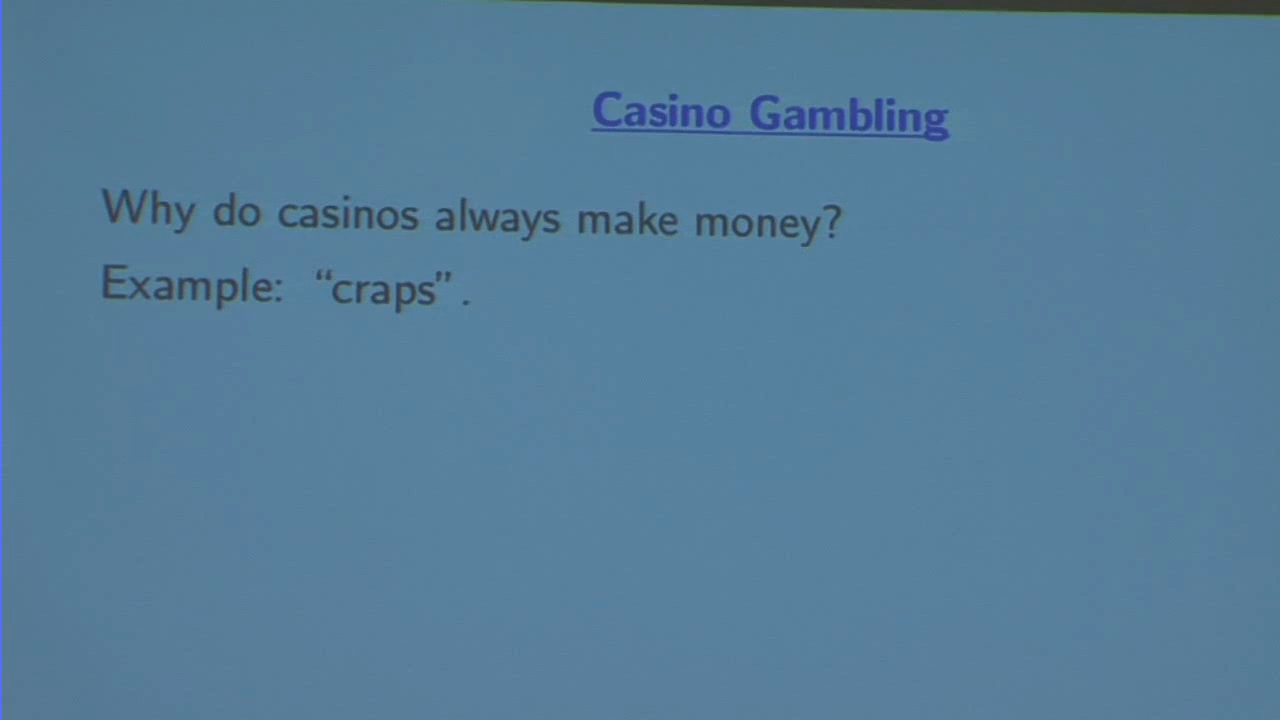 Casino Gambling
Why do casinos always make money?
Example: “craps”.